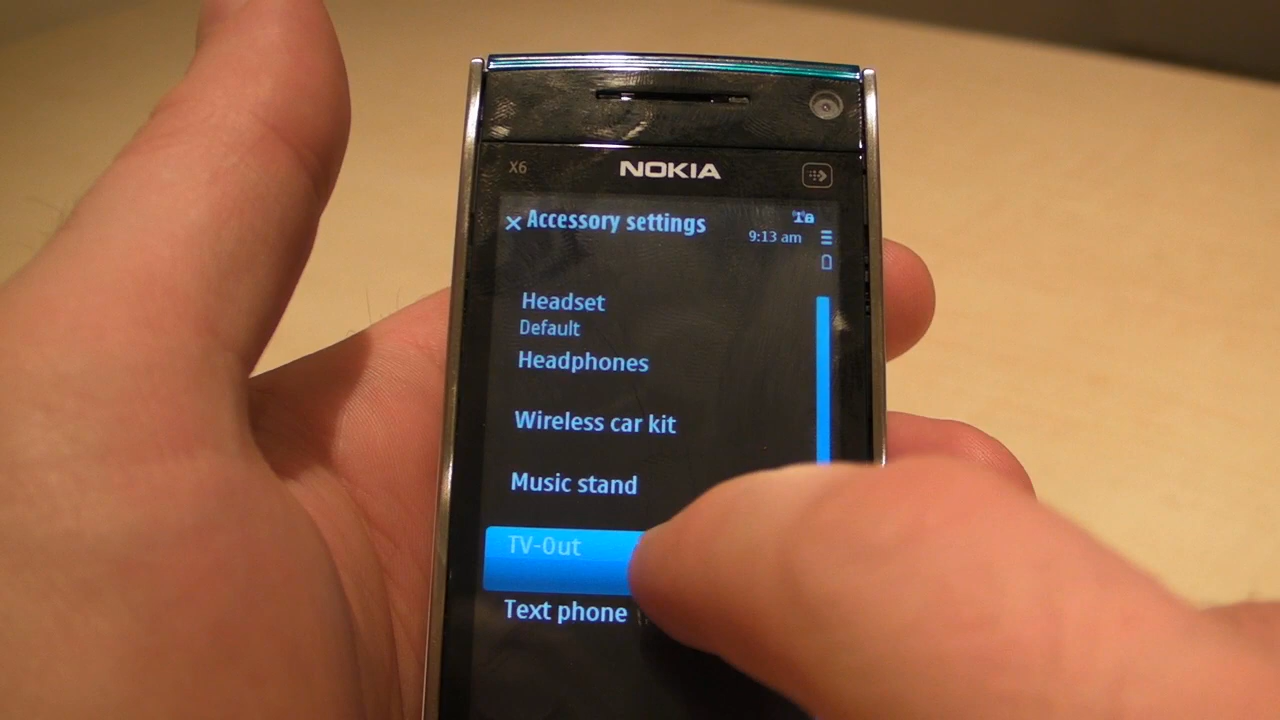 X6
NOKIA
Accessory settings
9:13 am
Headset
Default
Headphones
Wireless car kit
Music stand
TV-Out
Text phone